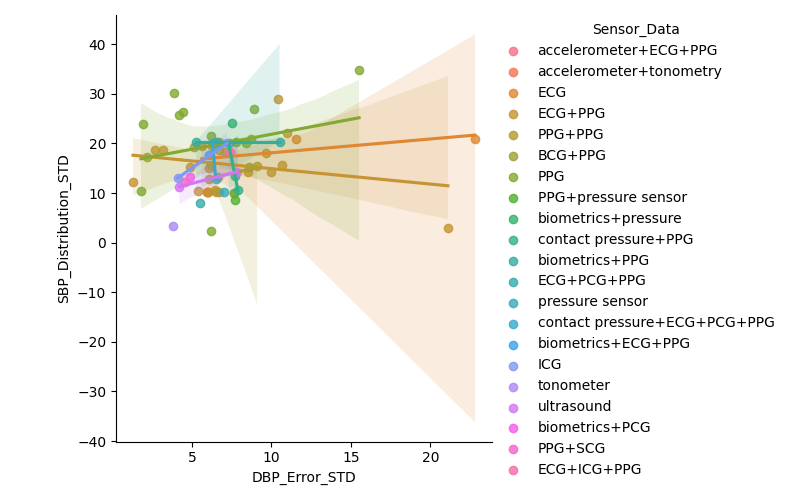 Sensor_Data
accelerometer+ECG+PPG
accelerometer+tonometry
ECG
ECG+PPG
PPG+PPG
BCG+PPG
PPG
PPG+pressure sensor
biometrics+pressure
contact pressure+PPG
biometrics+PPG
ECG+PCG+PPG
pressure sensor
contact pressure+ECG+PCG+PPG
biometrics+ECG+PPG
ICG
tonometer
ultrasound
biometrics+PCG
PPG+SCG
ECG+ICG+PPG
SBP_Distribution_STD
40
30
20
10
0
−10
−20
−30
−40
5
10
15
20
DBP_Error_STD